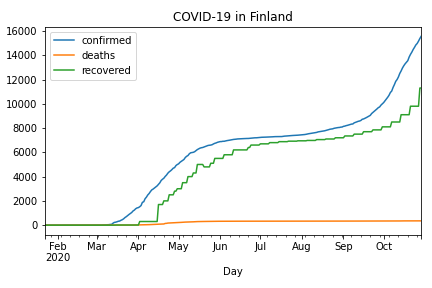 COVID-19 in Finland
confirmed
deaths
recovered
16000
14000
12000
10000
8000
6000
4000
2000
0
Feb Mar Apr May Jun Jul Aug Sep Oct
2020
Day